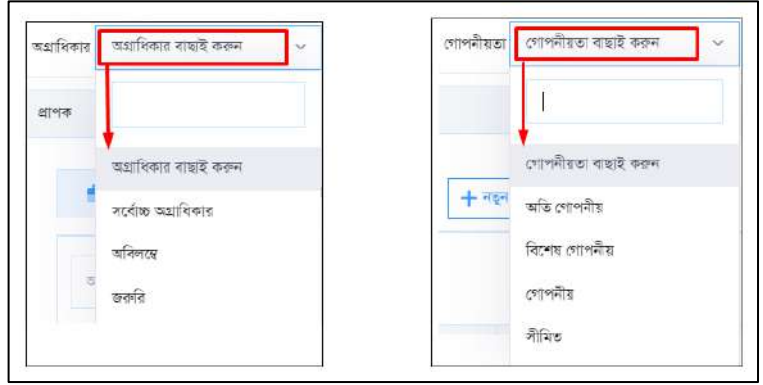 অগ্রাধিকার অগ্রাধিকার বাছাই করুন
প্রাপক
অগ্রাধিকার বাছাই করুন
সর্বোচ্চ অগ্রাধিকার
অবিলম্বে
জরুরি
গোপনীয়তা গোপনীয়তা বাছাই করুন
গোপনীয়তা বাছাই করুন
+ নতুন
অতি গোপনীয়
বিশেষ গোপনীয়
গোপনীয়
সীমিত